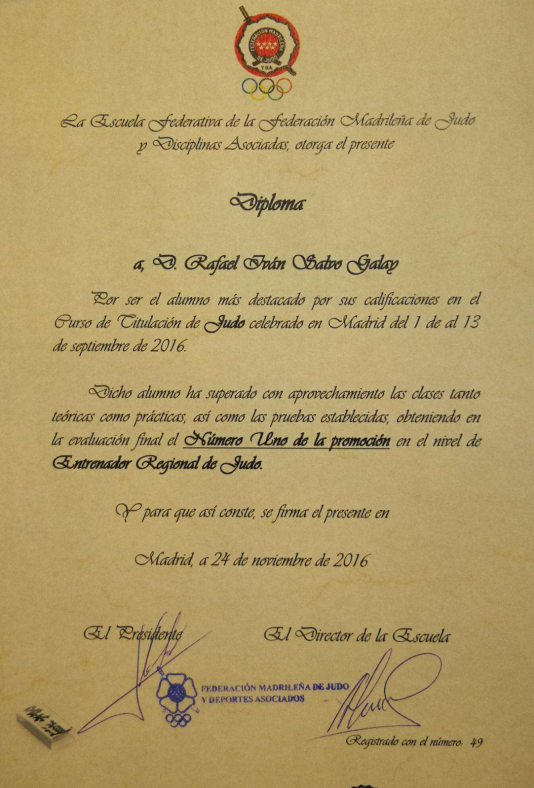 FEDERACIÓN MADRILEÑA
La Escuela Federativa de la Federación Madrileña de Judo
y Disciplinas Asociadas, otorga el presente
Diploma
a, D. Rafael Iván Salvo Galay
Por ser el alumno más destacado por sus calificaciones en el
Curso de Titulación de Judo celebrado en Madrid del 1 de al 13
de septiembre de 2016.
Dicho alumno ha superado con aprovechamiento las clases tanto
teóricas como prácticas, así como las pruebas establecidas, obteniendo en
la evaluación final el Número Uno de la promoción en el nivel de
Entrenador Regional de Judo.
Y para que así conste, se firma el presente en
Madrid, a 24 de noviembre de 2016
El Presidente El Director de la Escuela
FEDERACIÓN MADRILEÑA DE JUDO
Y DEPORTES ASOCIADOS
Registrado con el número. 49